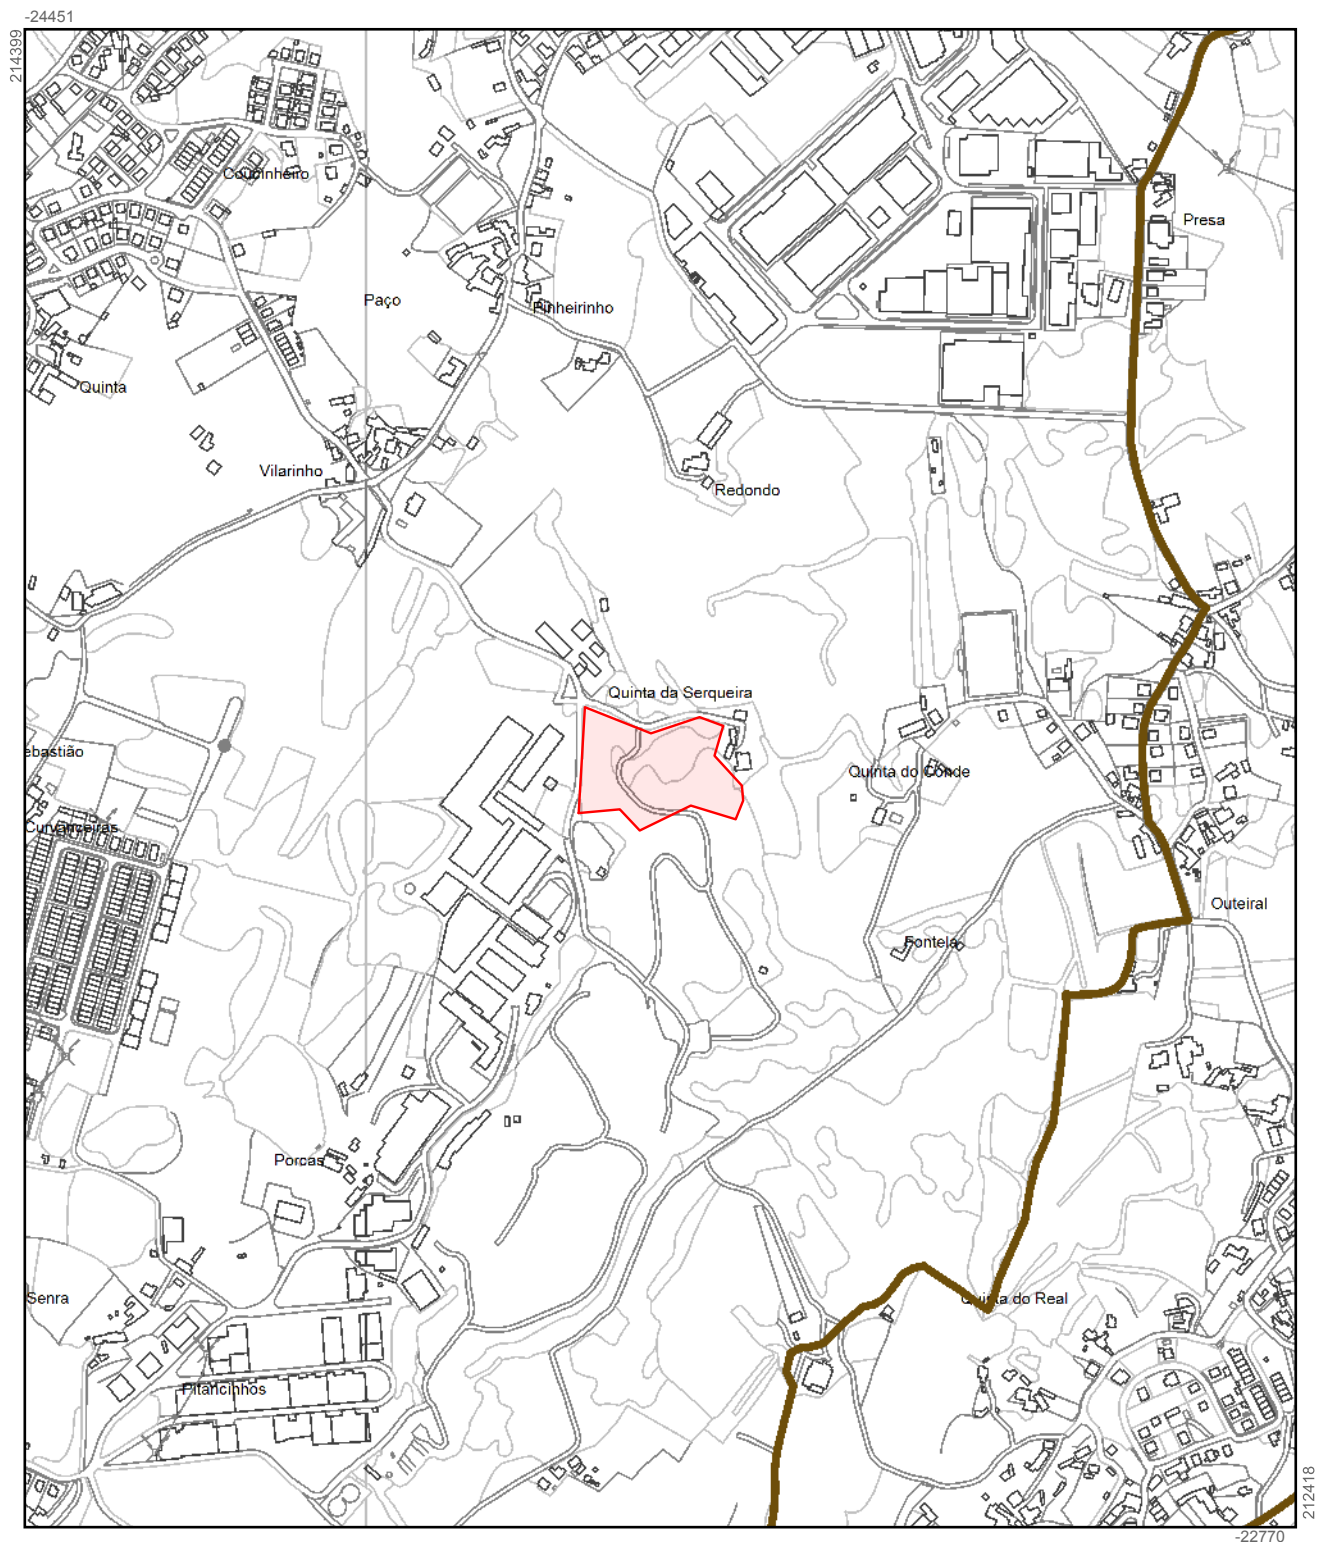 -24451
214399
Coucinheiro
Presa
Paço
Pinheirinho
Quinta
Vilarinho
Redondo
Quinta da Serqueira
ebastião
Quinta do Conde
Curvanceiras
Outeiral
Fontela
Porcas
Senra
Quinta do Real
Pitancinhos
212418
-22770